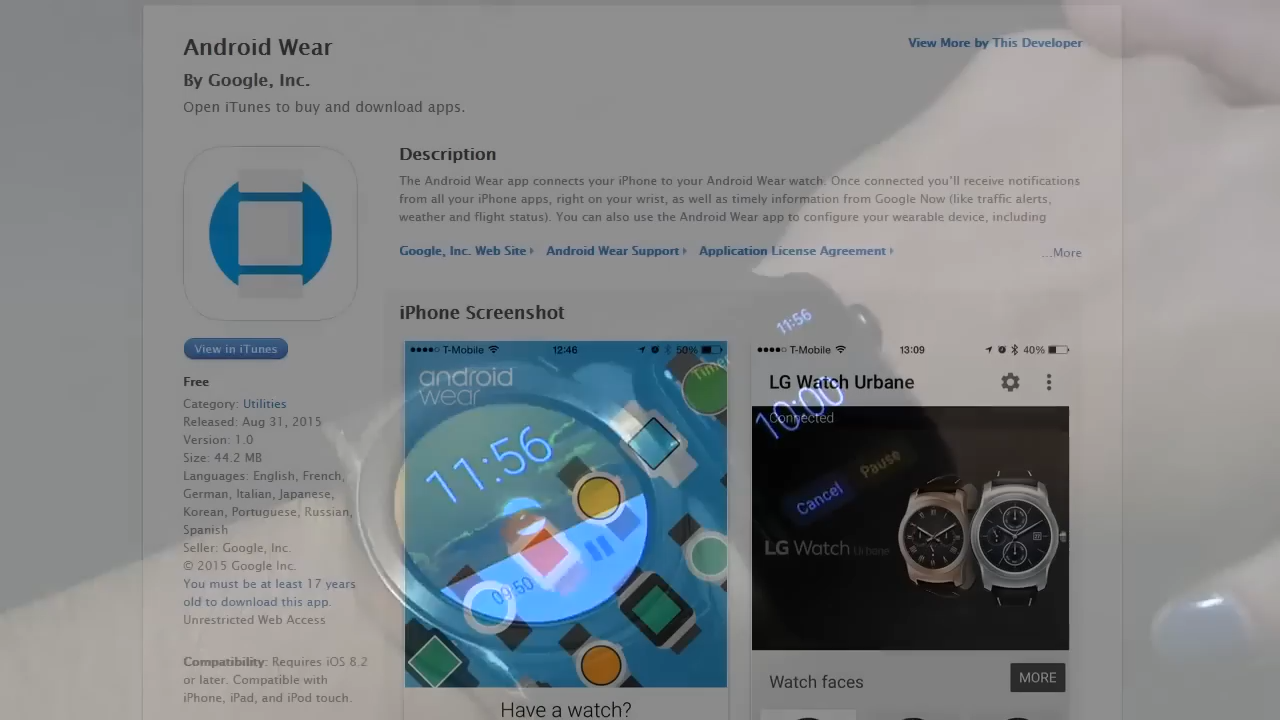 Android Wear
View More by This Developer
By Google, Inc.
Open iTunes to buy and download apps.
Description
The Android Wear app connects your iPhone to your Android Wear watch. Once connected you'll receive notifications
from all your iPhone apps, right on your wrist, as well as timely information from Google Now (like traffic alerts,
weather and flight status). You can also use the Android Wear app to configure your wearable device, including
Google, Inc. Web Site
Android Wear Support
Application License Agreement
...More
iPhone Screenshot
View in iTunes
Free
Category: Utilities
Released: Aug 31, 2015
Version: 1.0
Size: 44.2 MB
Languages: English, French,
German, Italian, Japanese,
Korean, Portuguese, Russian,
Spanish
Seller: Google, Inc.
© 2015 Google Inc.
You must be at least 17 years
old to download this app.
Unrestricted Web Access
Compatibility: Requires iOS 8.2
or later. Compatible with
iPhone, iPad, and iPod touch.
T-Mobile 12:46 50%
android
wear
Timer
11:56
09:50
Have a watch?
11:56
T-Mobile 13:09 40%
LG Watch Urbane
10:00
Connected
Pause
Cancel
LG Watch Urbane
Watch faces
MORE